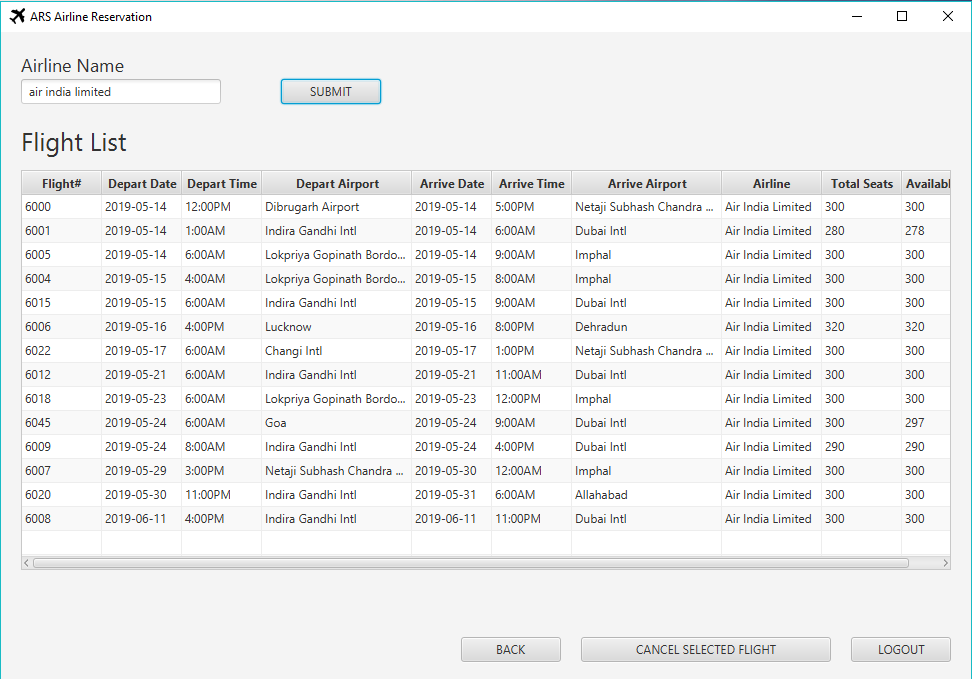 ARS Airline Reservation
Airline Name
air india limited SUBMIT
Flight List
Flight# Depart Date Depart Time Depart Airport Arrive Date Arrive Time Arrive Airport Airline Total Seats Availabl
6000 2019-05-14 12:00PM Dibrugarh Airport 2019-05-14 5:00PM Netaji Subhash Chandra ... Air India Limited 300 300
6001 2019-05-14 1:00AM Indira Gandhi Intl 2019-05-14 6:00AM Dubai Intl Air India Limited 280 278
6005 2019-05-14 6:00AM Lokpriya Gopinath Bordo... 2019-05-14 9:00AM Imphal Air India Limited 300 300
6004 2019-05-15 4:00AM Lokpriya Gopinath Bordo... 2019-05-15 8:00AM Imphal Air India Limited 300 300
6015 2019-05-15 6:00AM Indira Gandhi Intl 2019-05-15 9:00AM Dubai Intl Air India Limited 300 300
6006 2019-05-16 4:00PM Lucknow 2019-05-16 8:00PM Dehradun Air India Limited 320 320
6022 2019-05-17 6:00AM Changi Intl 2019-05-17 1:00PM Netaji Subhash Chandra ... Air India Limited 300 300
6012 2019-05-21 6:00AM Indira Gandhi Intl 2019-05-21 11:00AM Dubai Intl Air India Limited 300 300
6018 2019-05-23 6:00AM Lokpriya Gopinath Bordo... 2019-05-23 12:00PM Imphal Air India Limited 300 300
6045 2019-05-24 6:00AM Goa 2019-05-24 9:00AM Dubai Intl Air India Limited 300 297
6009 2019-05-24 8:00AM Indira Gandhi Intl 2019-05-24 4:00PM Dubai Intl Air India Limited 290 290
6007 2019-05-29 3:00PM Netaji Subhash Chandra ... 2019-05-30 12:00AM Imphal Air India Limited 300 300
6020 2019-05-30 11:00PM Indira Gandhi Intl 2019-05-31 6:00AM Allahabad Air India Limited 300 300
6008 2019-06-11 4:00PM Indira Gandhi Intl 2019-06-11 11:00PM Dubai Intl Air India Limited 300 300
BACK CANCEL SELECTED FLIGHT LOGOUT